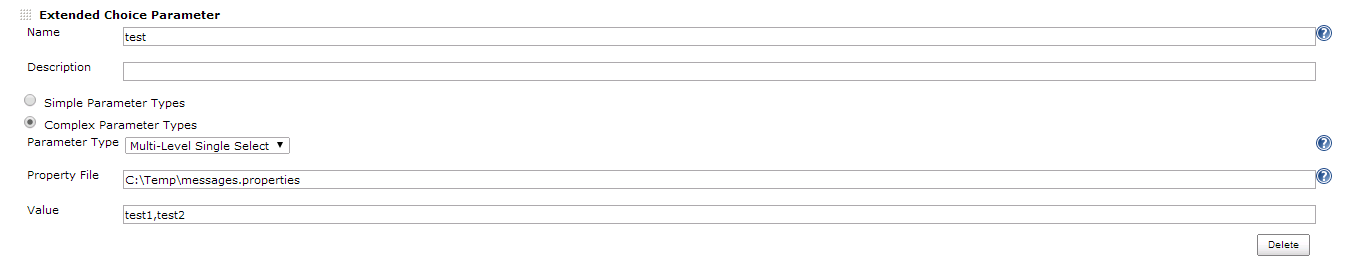 Extended Choice Parameter
Name test ?
Description
Simple Parameter Types
Complex Parameter Types
Parameter Type Multi-Level Single Select ?
Property File C:\Temp\messages.properties ?
Value test1,test2
Delete